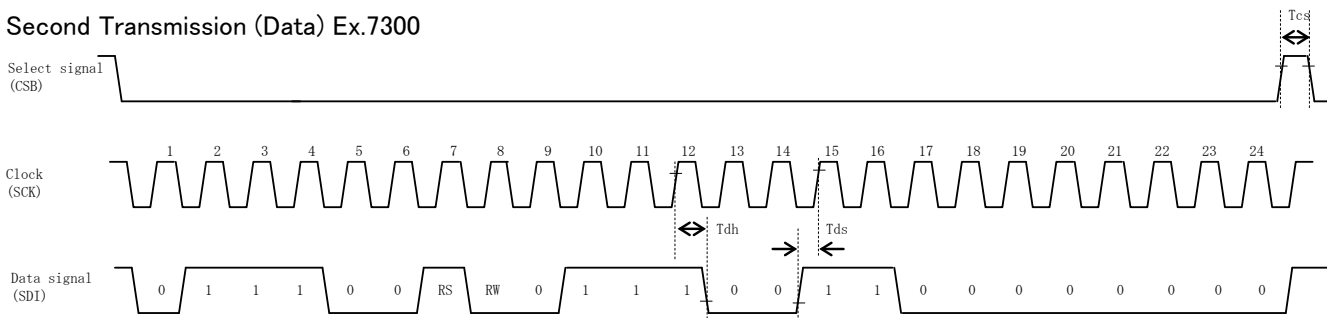 Second Transmission (Data) Ex.7300
Tcs
Select signal
(CSB)
1 2 3 4 5 6 7 8 9 10 11 12 13 14 15 16 17 18 19 20 21 22 23 24
Clock
(SCK)
Tdh Tds
Data signal
(SDI)
0 1 1 1 0 0 RS RW 0 1 1 1 0 0 1 1 0 0 0 0 0 0 0 0